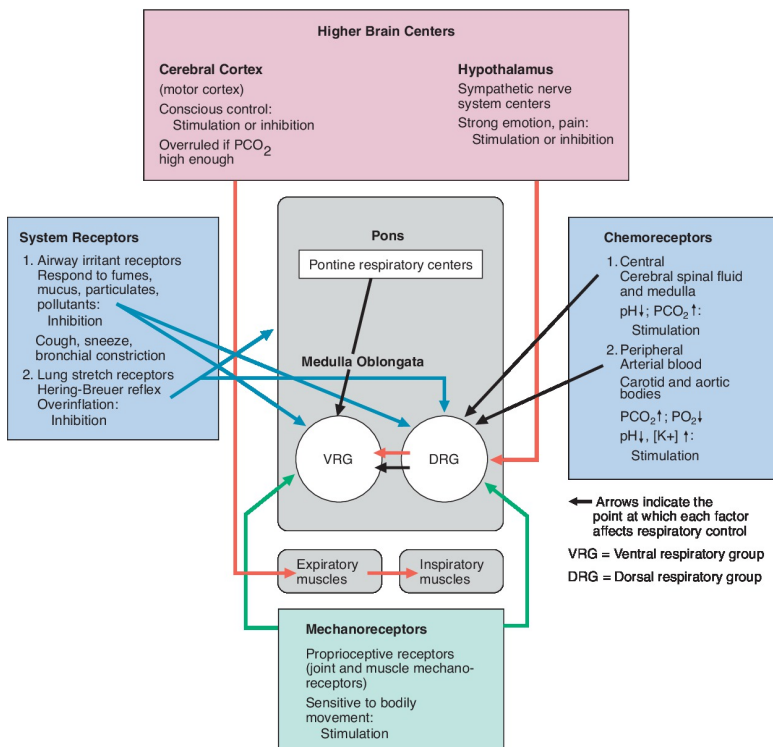 Higher Brain Centers
Cerebral Cortex
(motor cortex)
Conscious control:
Stimulation or inhibition
Overruled if PCO2
high enough
Hypothalamus
Sympathetic nerve
system centers
Strong emotion, pain:
Stimulation or inhibition
System Receptors
1. Airway irritant receptors
Respond to fumes,
mucus, particulates,
pollutants:
Inhibition
Cough, sneeze,
bronchial constriction
2. Lung stretch receptors
Hering-Breuer reflex
Overinflation:
Inhibition
Pons
Pontine respiratory centers
Medulla Oblongata
VRG
DRG
Chemoreceptors
1. Central
Cerebral spinal fluid
and medulla
pH↓; PCO2↑:
Stimulation
2. Peripheral
Arterial blood
Carotid and aortic
bodies
PCO2↑; PO2↓
pH↓, [K+] ↑:
Stimulation
Arrows indicate the
point at which each factor
affects respiratory control
VRG = Ventral respiratory group
DRG = Dorsal respiratory group
Expiratory
muscles
Inspiratory
muscles
Mechanoreceptors
Proprioceptive receptors
(joint and muscle mechano-
receptors)
Sensitive to bodily
movement:
Stimulation